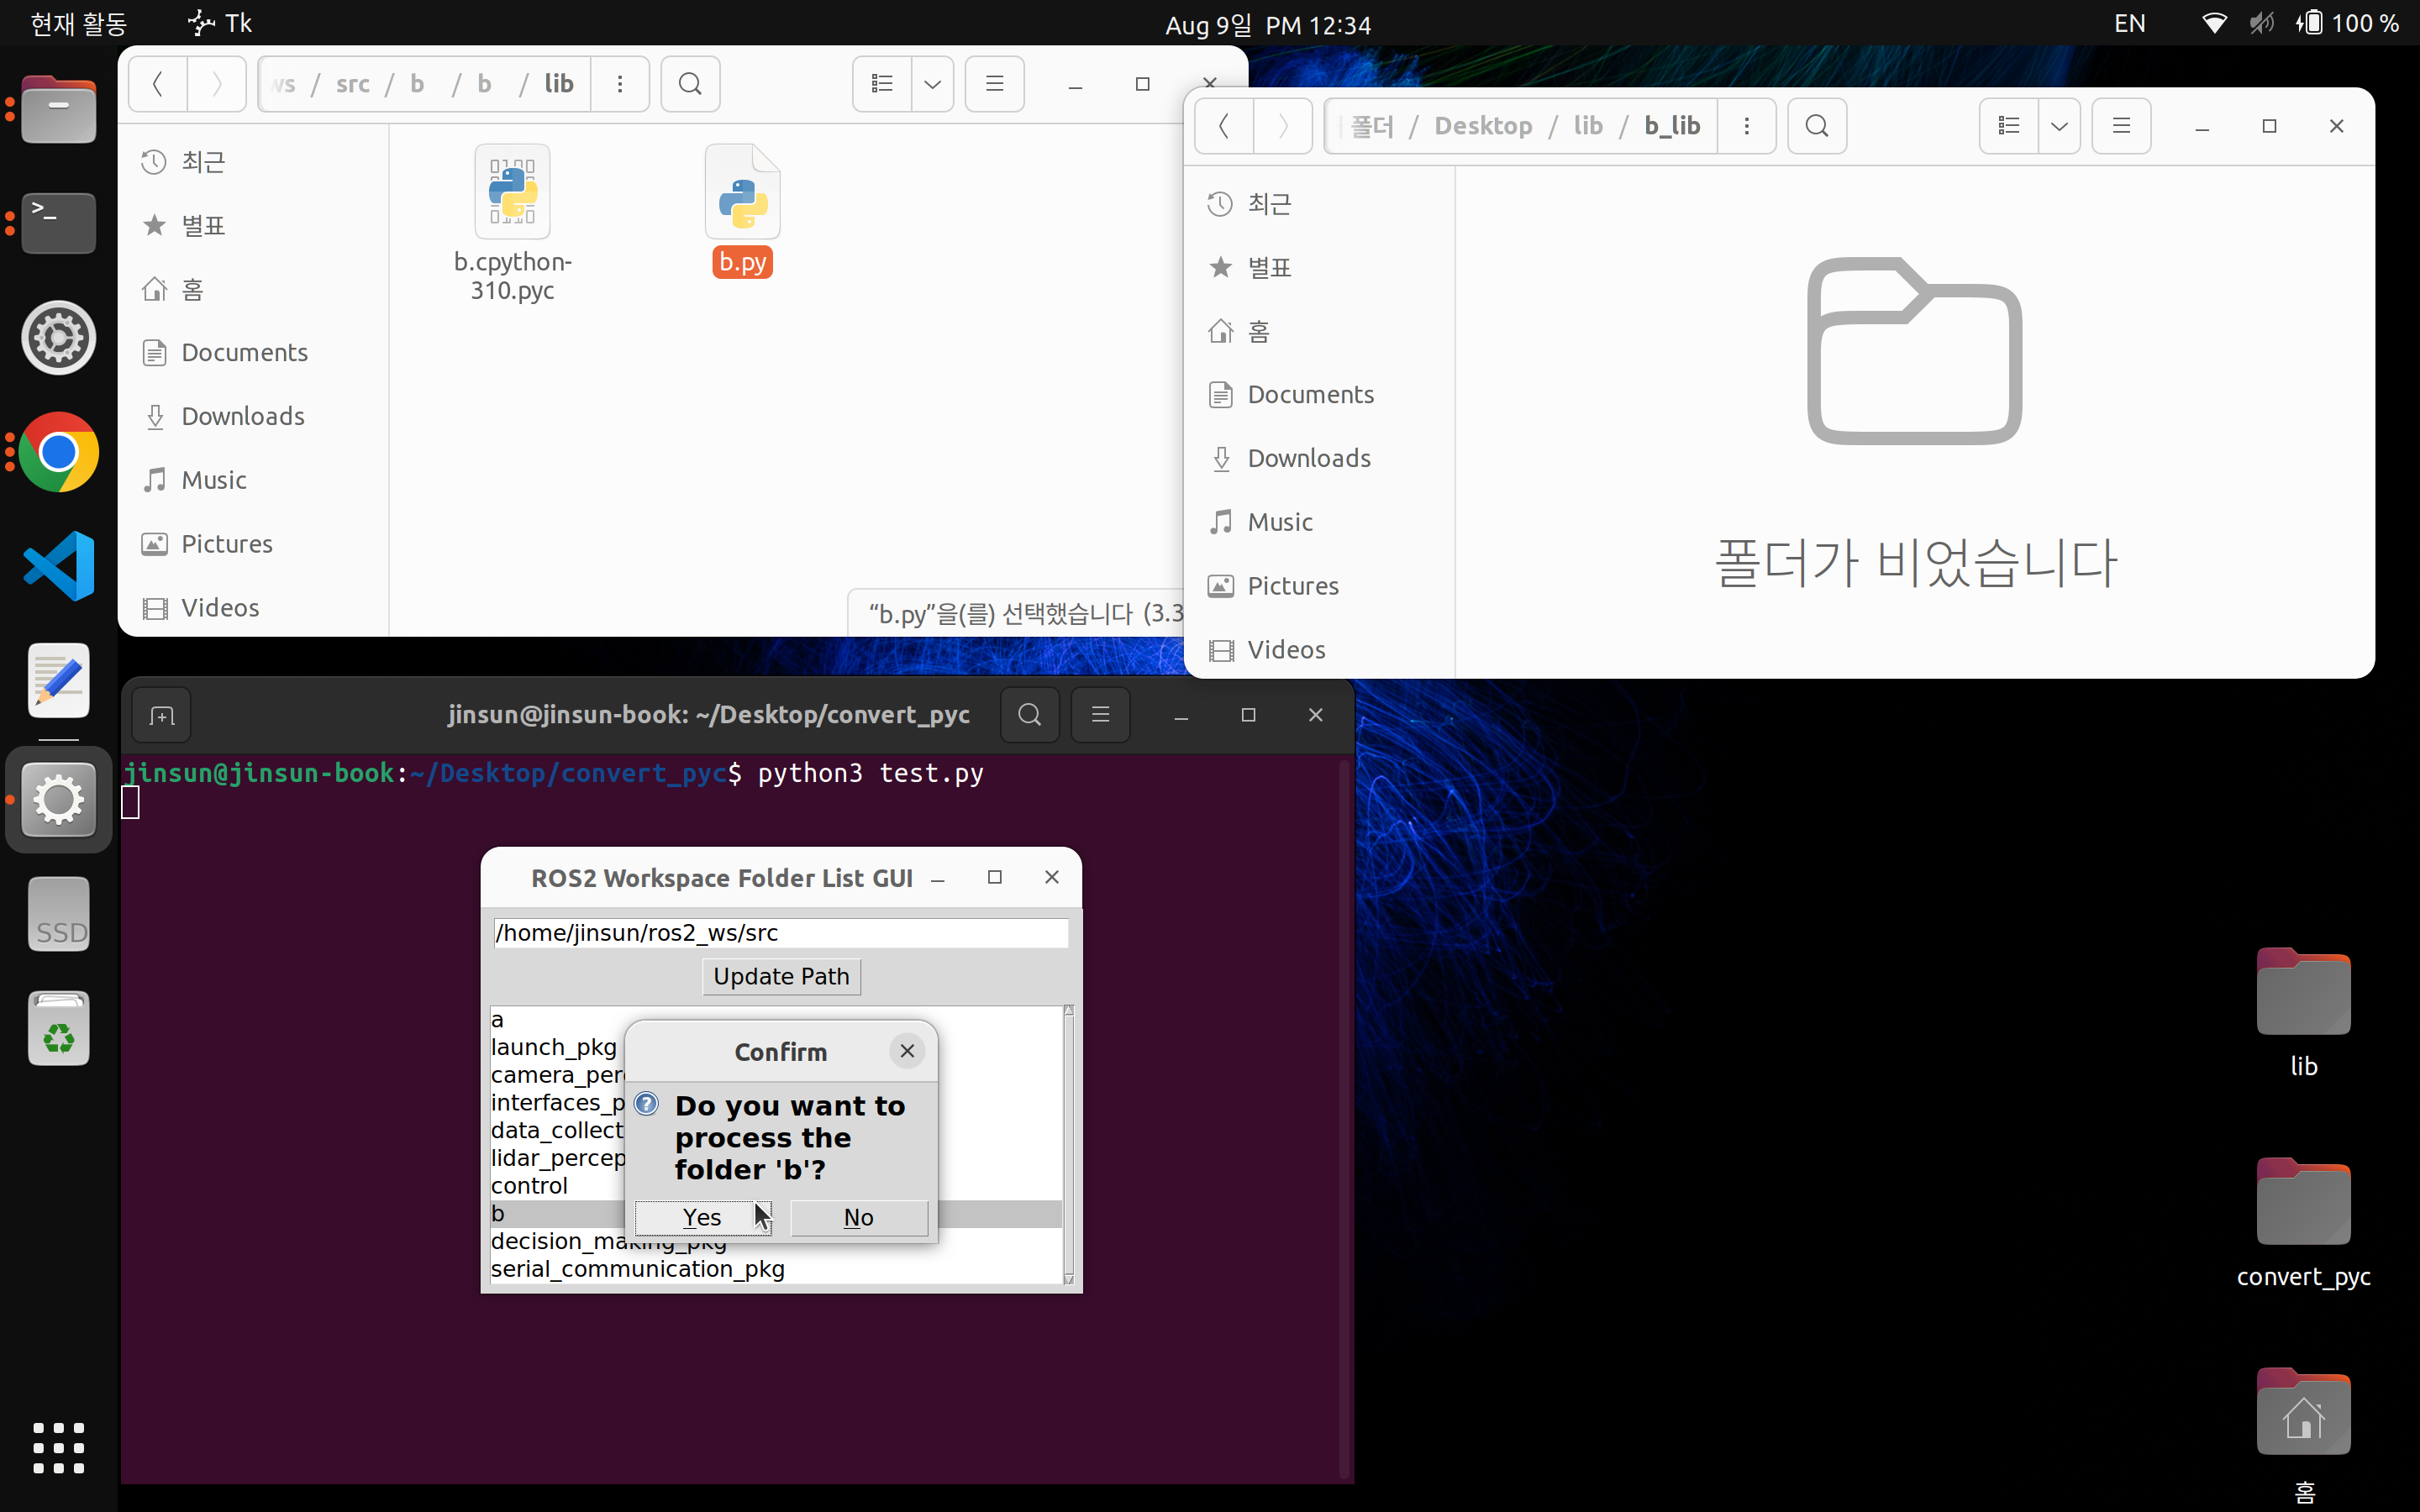 현재 활동
Tk
Aug 9일 PM 12:34
EN
100 %
ws / src / b / b / lib
최근
별표
홈
Documents
Downloads
Music
Pictures
Videos
b.cpython-
310.pyc
b.py
“b.py”을(를) 선택했습니다 (3.3
폴더 / Desktop / lib / b_lib
최근
별표
홈
Documents
Downloads
Music
Pictures
Videos
폴더가 비었습니다
jinsun@jinsun-book: ~/Desktop/convert_pyc
jinsun@jinsun-book:~/Desktop/convert_pyc$ python3 test.py
ROS2 Workspace Folder List GUI
/home/jinsun/ros2_ws/src
Update Path
a
launch_pkg
camera_per
interfaces_p
data_collect
lidar_percep
control
b
decision_making_pkg
serial_communication_pkg
Confirm
Do you want to
process the
folder 'b'?
Yes
No
SSD
lib
convert_pyc
홈